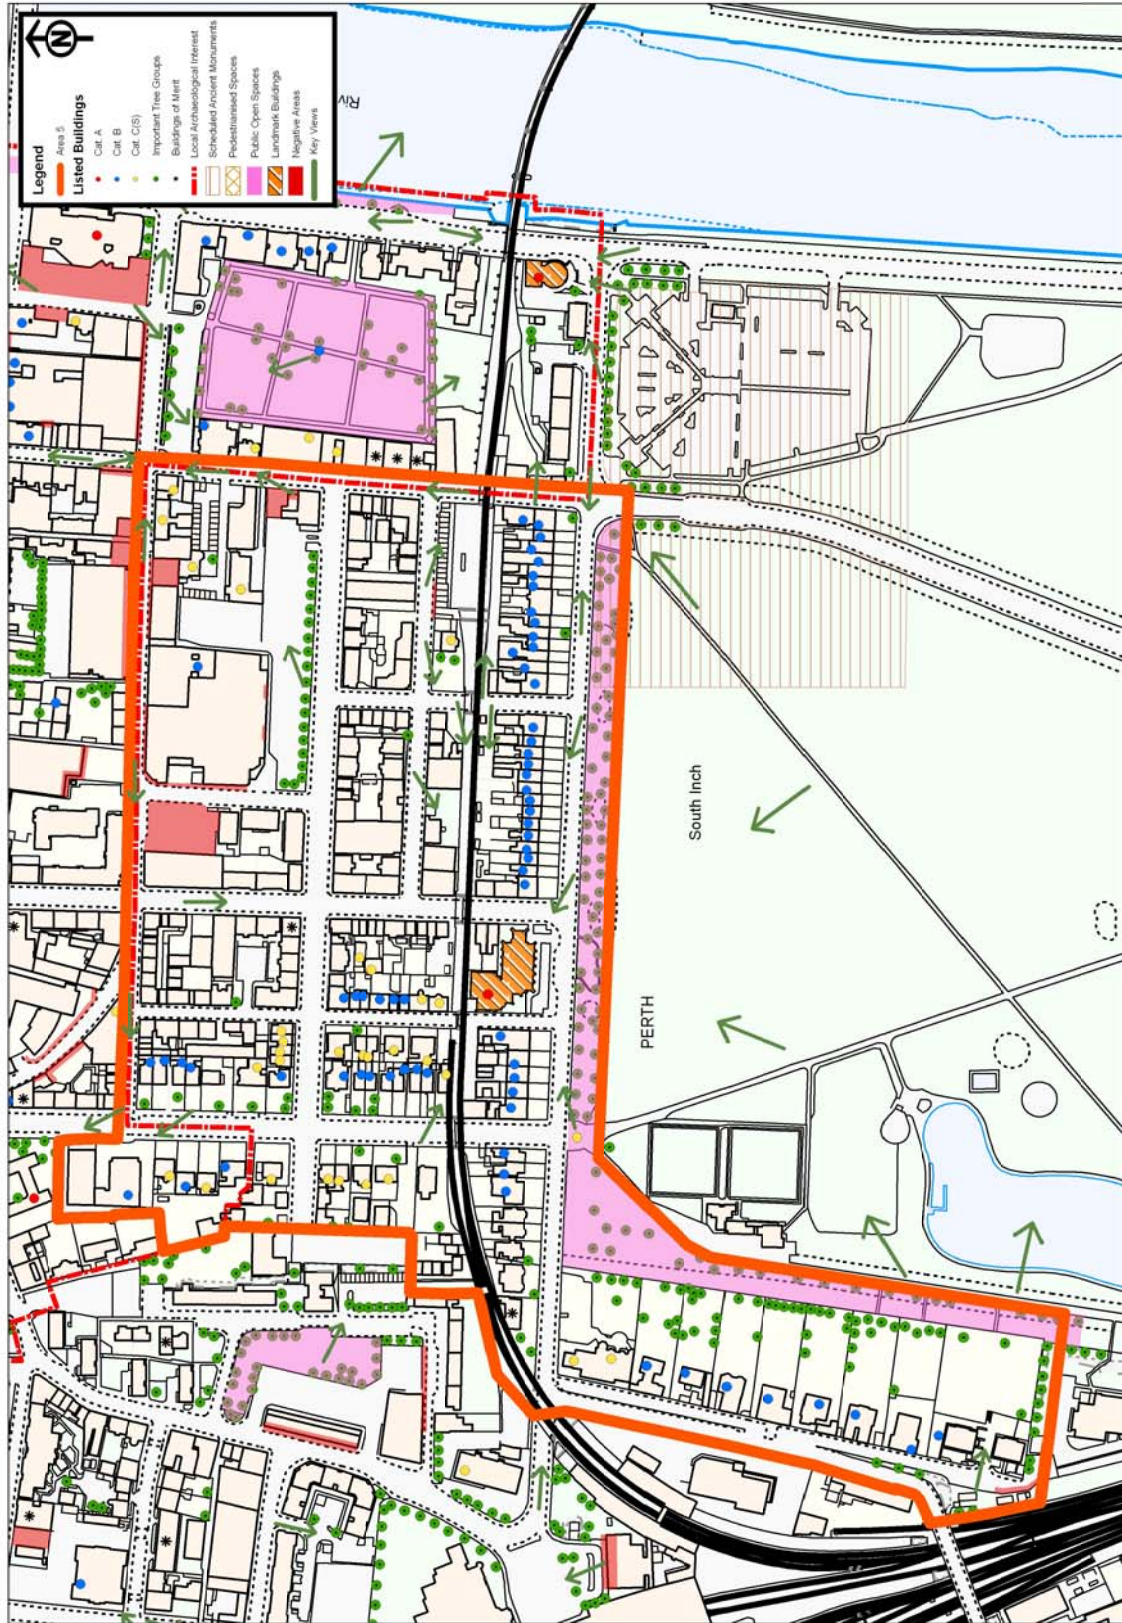 N
Legend
Area 5
Listed Buildings
Cat. A
Cat. B
Cat. C(S)
Important Tree Groups
Buildings of Merit
Local Archaeological Interest
Scheduled Ancient Monuments
Pedestrianised Spaces
Public Open Spaces
Landmark Buildings
Negative Areas
Key Views
Riv
South Inch
PERTH